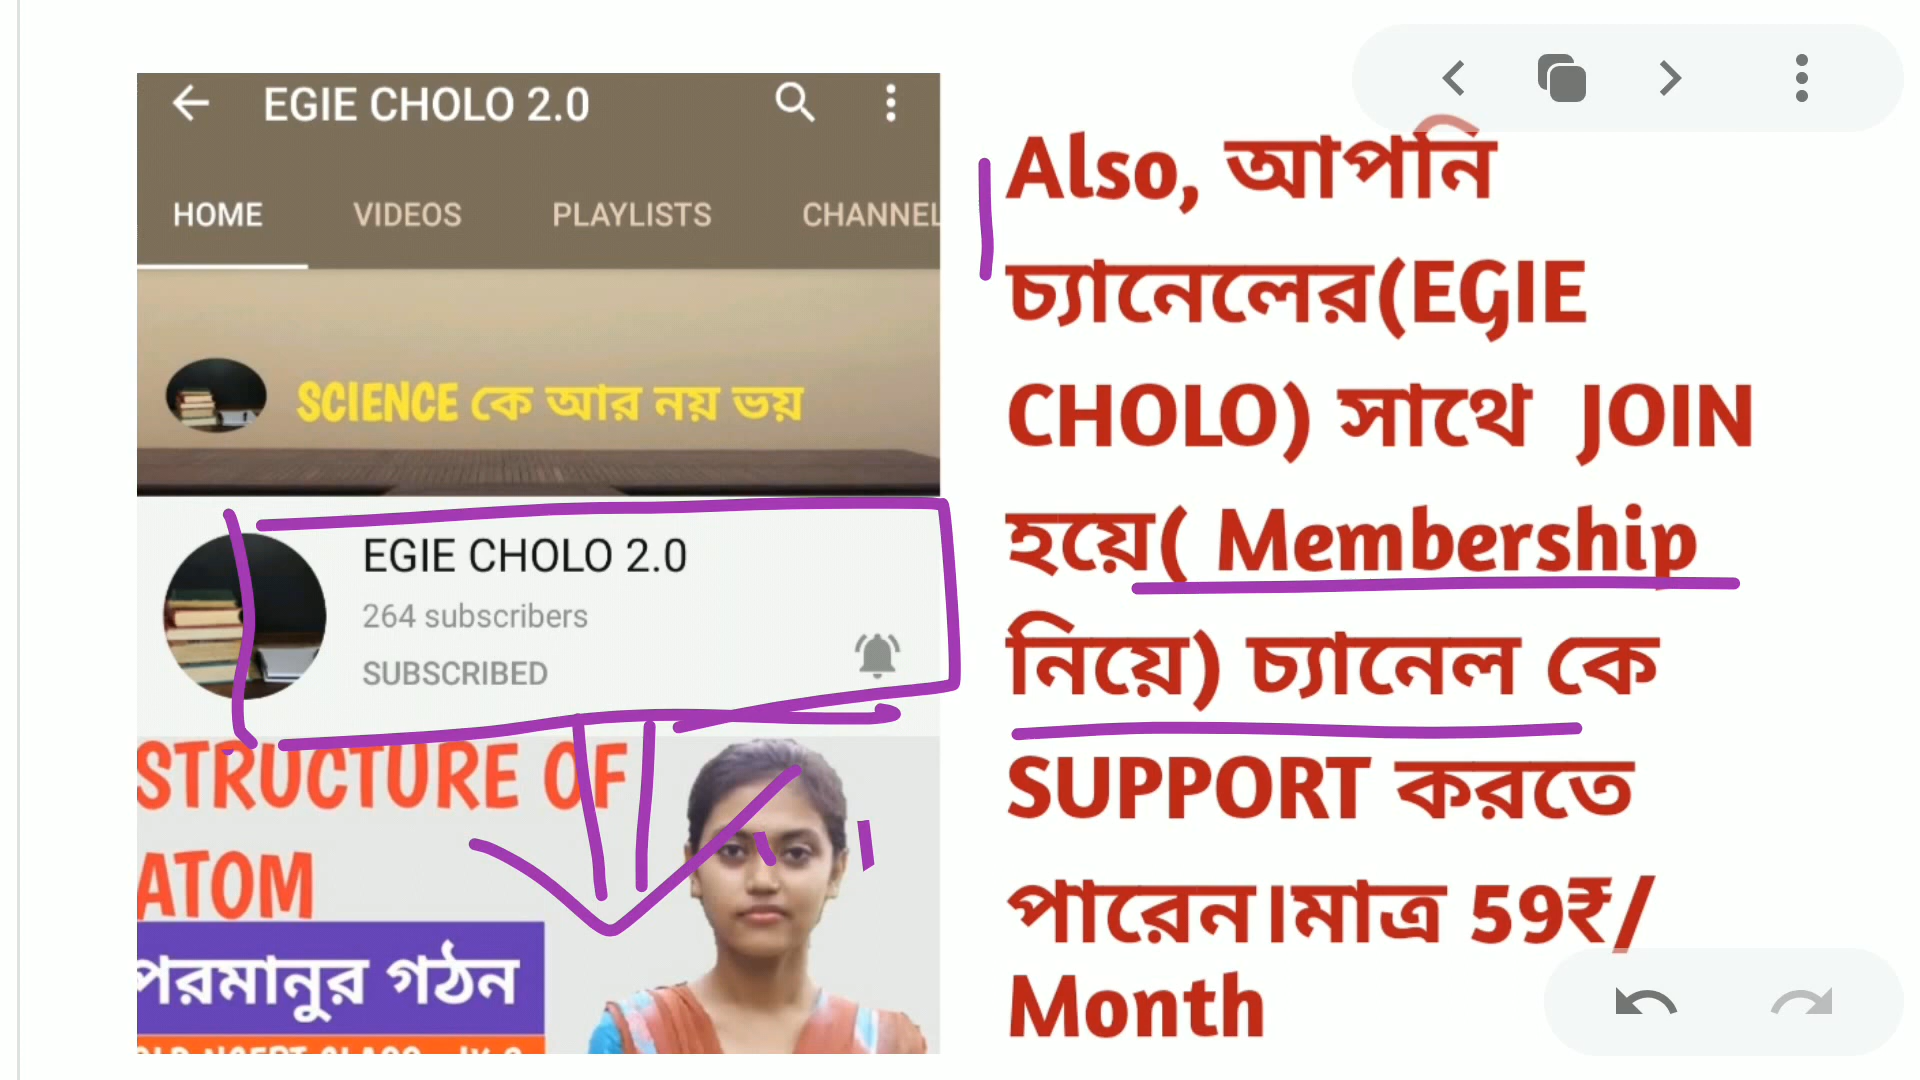 EGIE CHOLO 2.0
HOME VIDEOS PLAYLISTS CHANNEL
SCIENCE কে আর নয় ভয়
EGIE CHOLO 2.0
264 subscribers
SUBSCRIBED
STRUCTURE OF
ATOM
পরমানুর গঠন
Also, আপনি
চ্যানেলের(EGIE
CHOLO) সাথে JOIN
হয়ে( Membership
নিয়ে) চ্যানেল কে
SUPPORT করতে
পারেন।মাত্র 59₹/
Month